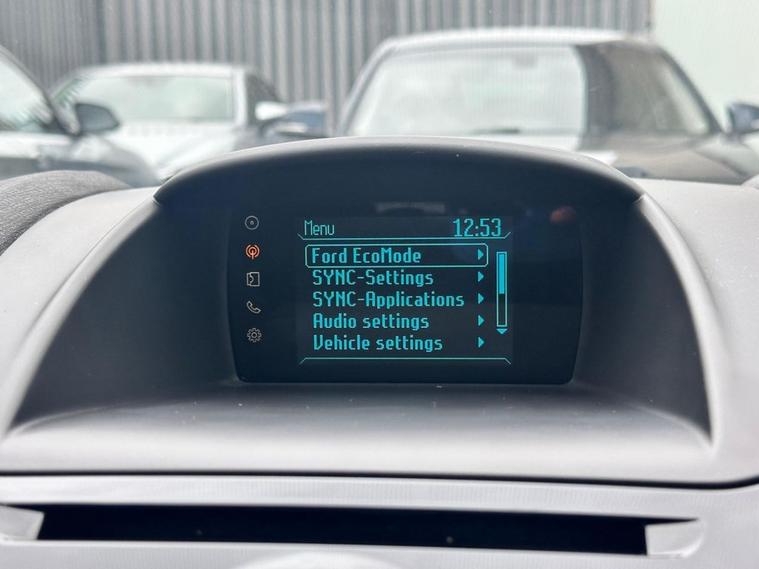 Menu 12:53
Ford EcoMode
SYNC-Settings
SYNC-Applications
Audio settings
Vehicle settings